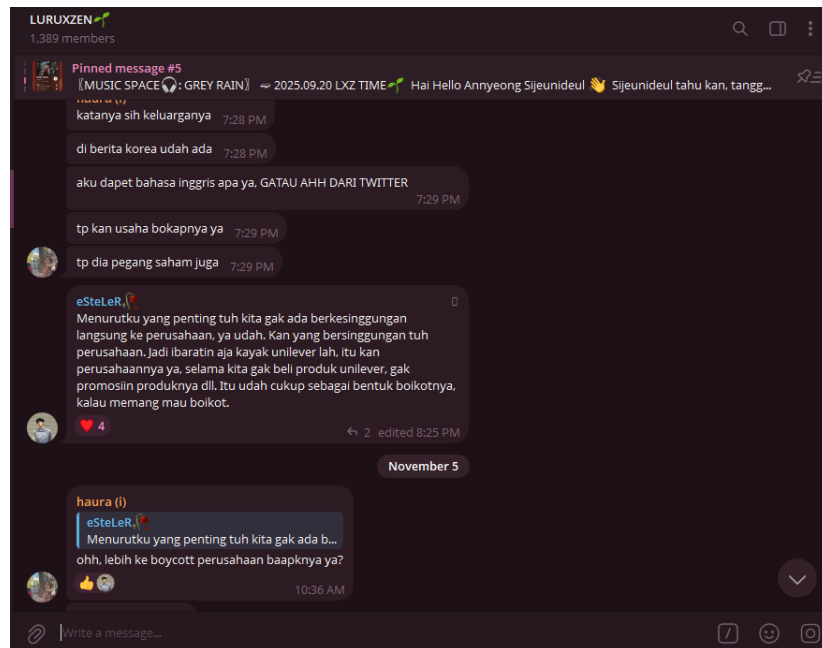 LURUXZEN🌱
1,389 members
Pinned message #5
〖MUSIC SPACE🎧: GREY RAIN〗 ➫ 2025.09.20 LXZ TIME🌱 Hai Hello Annyeong Sijeunideul 👋 Sijeunideul tahu kan, tangg...
haura (i)
katanya sih keluarganya 7:28 PM
di berita korea udah ada 7:28 PM
aku dapet bahasa inggris apa ya, GATAU AHH DARI TWITTER
7:29 PM
tp kan usaha bokapnya ya 7:29 PM
tp dia pegang saham juga 7:29 PM
eSteLeR🥀
Menurutku yang penting tuh kita gak ada berkesinggungan
langsung ke perusahaan, ya udah. Kan yang bersinggungan tuh
perusahaan. Jadi ibaratin aja kayak unilever lah, itu kan
perusahaannya ya, selama kita gak beli produk unilever, gak
promosiin produknya dll. Itu udah cukup sebagai bentuk boikotnya,
kalau memang mau boikot.
❤️ 4
2 edited 8:25 PM
November 5
haura (i)
eSteLeR🥀
Menurutku yang penting tuh kita gak ada b...
ohh, lebih ke boycott perusahaan baapknya ya?
👍
10:36 AM
Write a message...